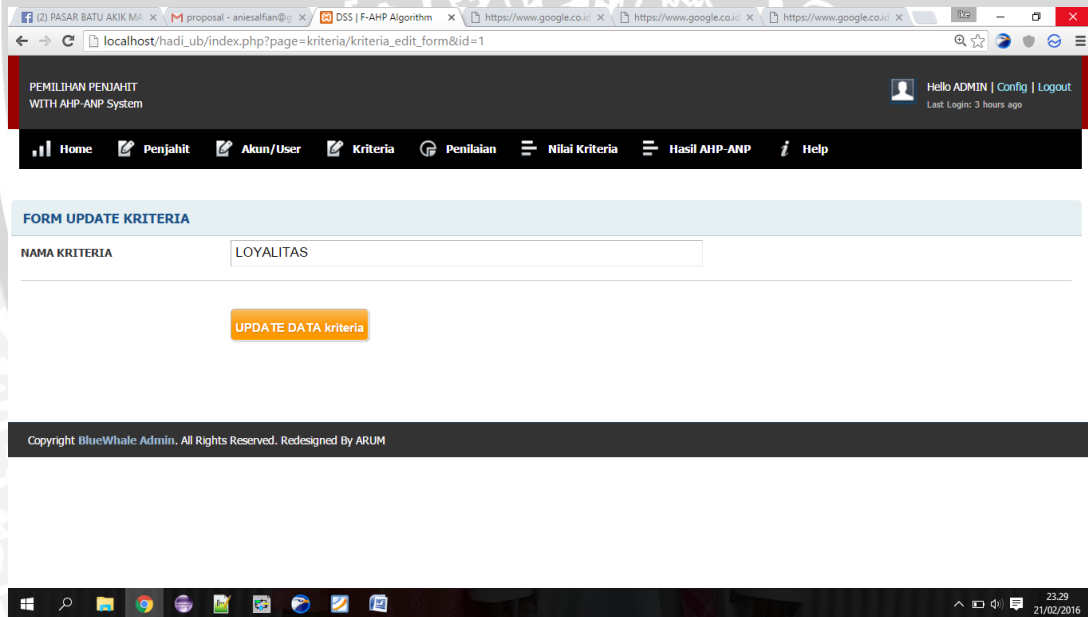 (2) PASAR BATU AKIK MA
proposal - aniesalfian@g
DSS | F-AHP Algorithm
https://www.google.co.id
https://www.google.co.id
https://www.google.co.id
Ike
localhost/hadi_ub/index.php?page=kriteria/kriteria_edit_form&id=1
PEMILIHAN PENJAHIT
WITH AHP-ANP System
Hello ADMIN | Config | Logout
Last Login: 3 hours ago
Home Penjahit Akun/User Kriteria Penilaian Nilai Kriteria Hasil AHP-ANP Help
FORM UPDATE KRITERIA
NAMA KRITERIA LOYALITAS
UPDATE DATA kriteria
Copyright BlueWhale Admin. All Rights Reserved. Redesigned By ARUM
23.29
21/02/2016